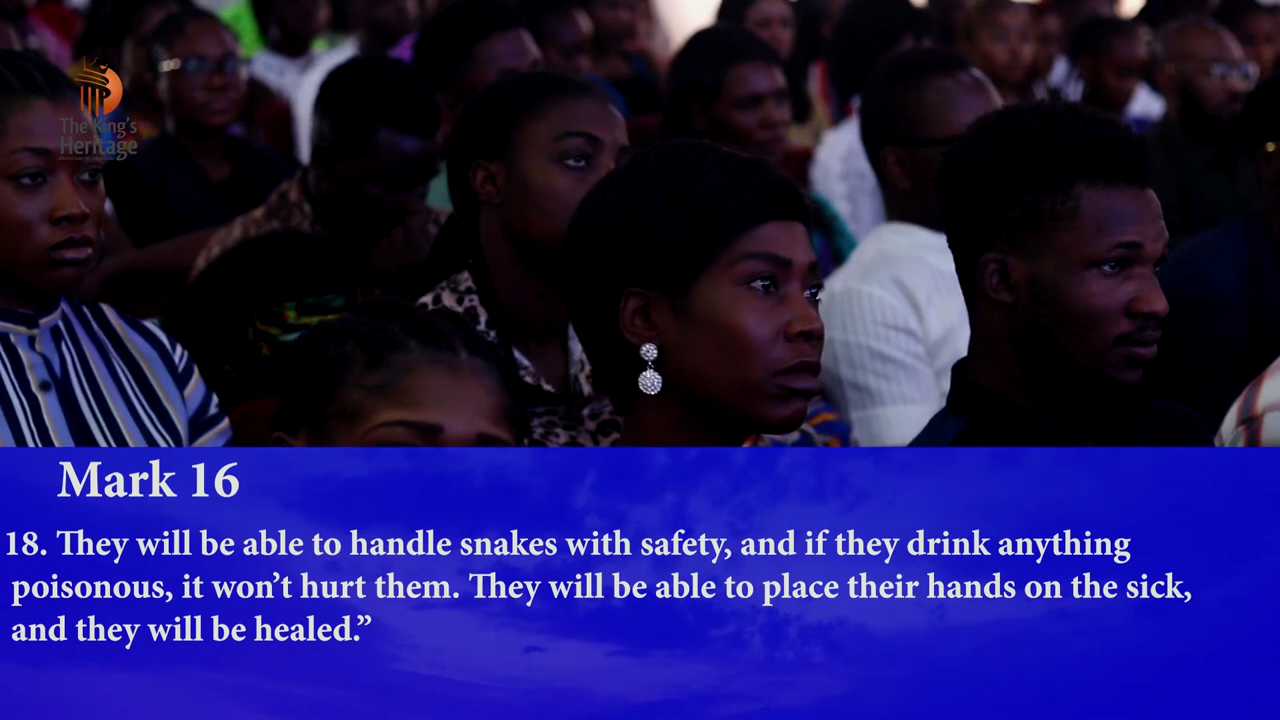 The King's
Heritage
Mark 16
18. They will be able to handle snakes with safety, and if they drink anything
poisonous, it won’t hurt them. They will be able to place their hands on the sick,
and they will be healed.”